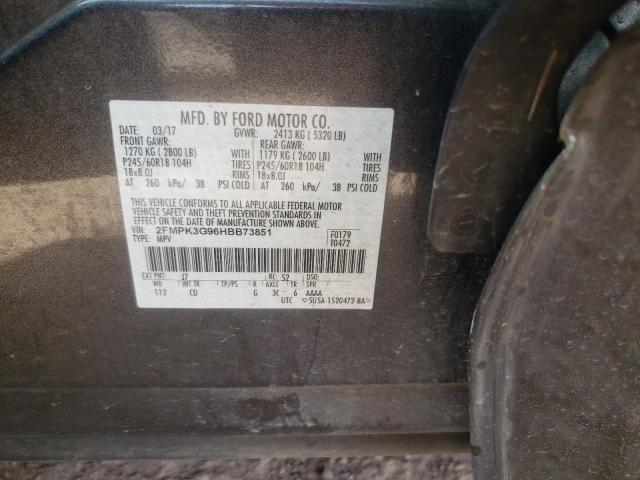 MFD. BY FORD MOTOR CO.
DATE: 03/17 GVWR: 2413 KG ( 5320 LB)
FRONT GAWR: REAR GAWR:
1270 KG ( 2800 LB) WITH 1179 KG ( 2600 LB) WITH
P245/60R18 104H TIRES P245/60R18 104H TIRES
18x8.0J RIMS 18x8.0J RIMS
AT 260 kPa/ 38 PSI COLD AT 260 kPa/ 38 PSI COLD
THIS VEHICLE CONFORMS TO ALL APPLICABLE FEDERAL MOTOR
VEHICLE SAFETY AND THEFT PREVENTION STANDARDS IN
EFFECT ON THE DATE OF MANUFACTURE SHOWN ABOVE.
VIN: 2FMPK3G96HBB73851 F0179
TYPE: MPV T0472
EXT PNT: J7 RC: 52 DSO:
WB INT TR TP/PS R AXLE TR SPR
112 CD G 3C 6 AAAA
UTC 5U5A-1520472-BA